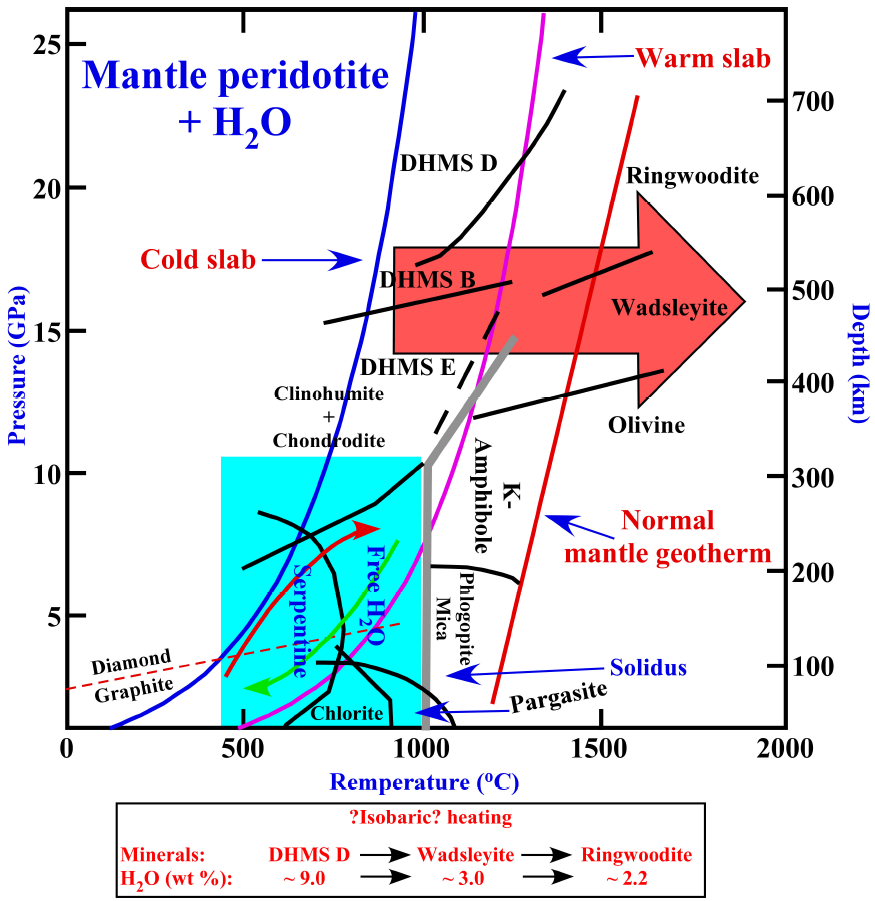 Mantle peridotite
+ H₂O
Warm slab
DHMS D
Ringwoodite
Cold slab
DHMS B
Wadsleyite
DHMS E
Clinohumite
+
Chondrodite
Olivine
K-
Amphibole
Normal
mantle geotherm
Free H₂O
Serpentine
Phlogopite
Mica
Diamond
Graphite
Solidus
Pargasite
Chlorite
25
20
15
10
5
Pressure (GPa)
700
600
500
400
300
200
100
Depth (km)
0
500
1000
1500
2000
Remperature (⁰C)
?Isobaric? heating
Minerals: DHMS D Wadsleyite Ringwoodite
H₂O (wt %): ~ 9.0 ~ 3.0 ~ 2.2